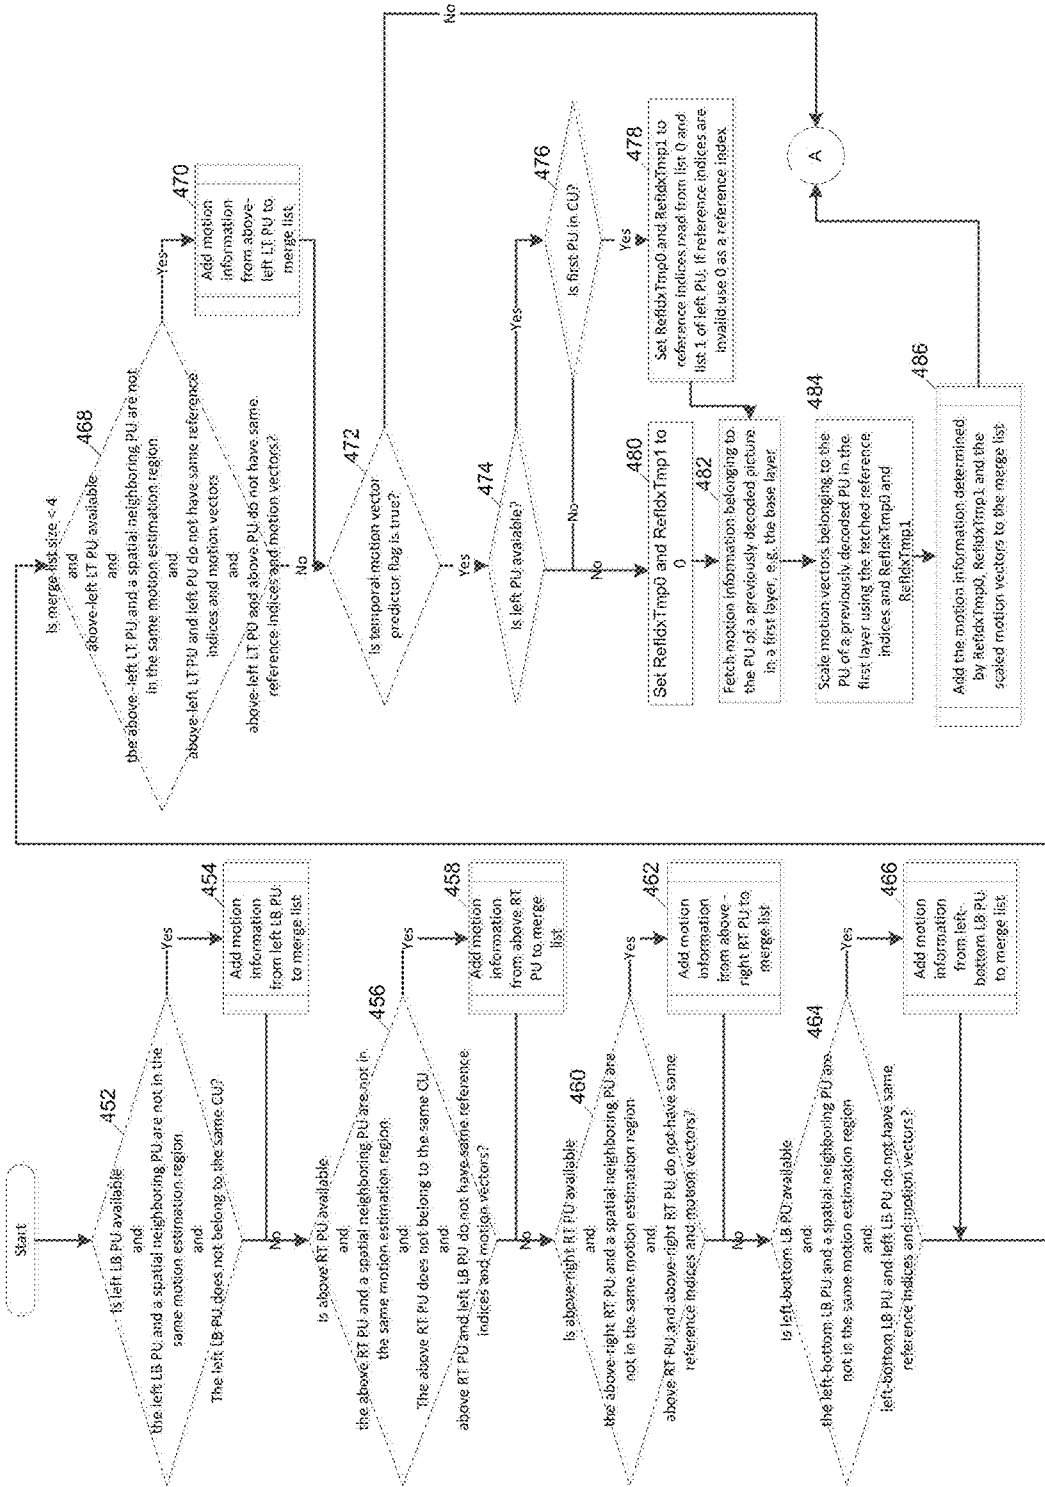 Start
452
Is left LB PU available
and
the left LB PU and a spatial neighboring PU are not in the
same motion estimation region
and
The left LB PU does not belong to the same CU?
Yes
454
Add motion
information
from left LB PU
to merge list
No
456
Is above RT PU available
and
the above RT PU and a spatial neighboring PU are not in
the same motion estimation region
and
The above RT PU does not belong to the same CU
and
above RT PU and left LB PU do not have same reference
indices and motion vectors?
Yes
458
Add motion
information
from above RT
PU to merge
list
No
460
Is above-right RT PU available
and
the above-right RT PU and a spatial neighboring PU are
not in the same motion estimation region
and
above RT PU and above-right RT PU do not have same
reference indices and motion vectors?
Yes
462
Add motion
information
from above -
right RT PU to
merge list
No
464
Is left-bottom LB PU available
and
the left-bottom LB PU and a spatial neighboring PU are
not in the same motion estimation region
and
left-bottom LB PU and left LB PU do not have same
reference indices and motion vectors?
Yes
466
Add motion
information
from left-
bottom LB PU
to merge list
Is merge list size < 4
and
468
above-left LT PU available
and
the above-left LT PU and a spatial neighboring PU are not
in the same motion estimation region
and
above-left LT PU and left PU do not have same reference
indices and motion vectors
and
above-left LT PU and above PU do not have same
reference indices and motion vectors?
Yes
470
Add motion
information
from above-
left LT PU to
merge list
No
472
Is temporal motion vector
predictor flag is true?
No
Yes
474
Is left PU available?
Yes
476
Is first PU in CU?
No
No
Yes
478
Set RefIdxTmp0 and RefIdxTmp1 to
reference indices read from list 0 and
list 1 of left PU. If reference indices are
invalid use 0 as a reference index
480
Set RefIdxTmp0 and RefIdxTmp1 to
0
482
Fetch motion information belonging to
the PU of a previously decoded picture
in a first layer, e.g. the base layer
484
Scale motion vectors belonging to the
PU of a previously decoded PU in the
first layer using the fetched reference
indices and RefIdxTmp0 and
RefIdxTmp1
486
Add the motion information determined
by RefIdxTmp0, RefIdxTmp1 and the
scaled motion vectors to the merge list
A